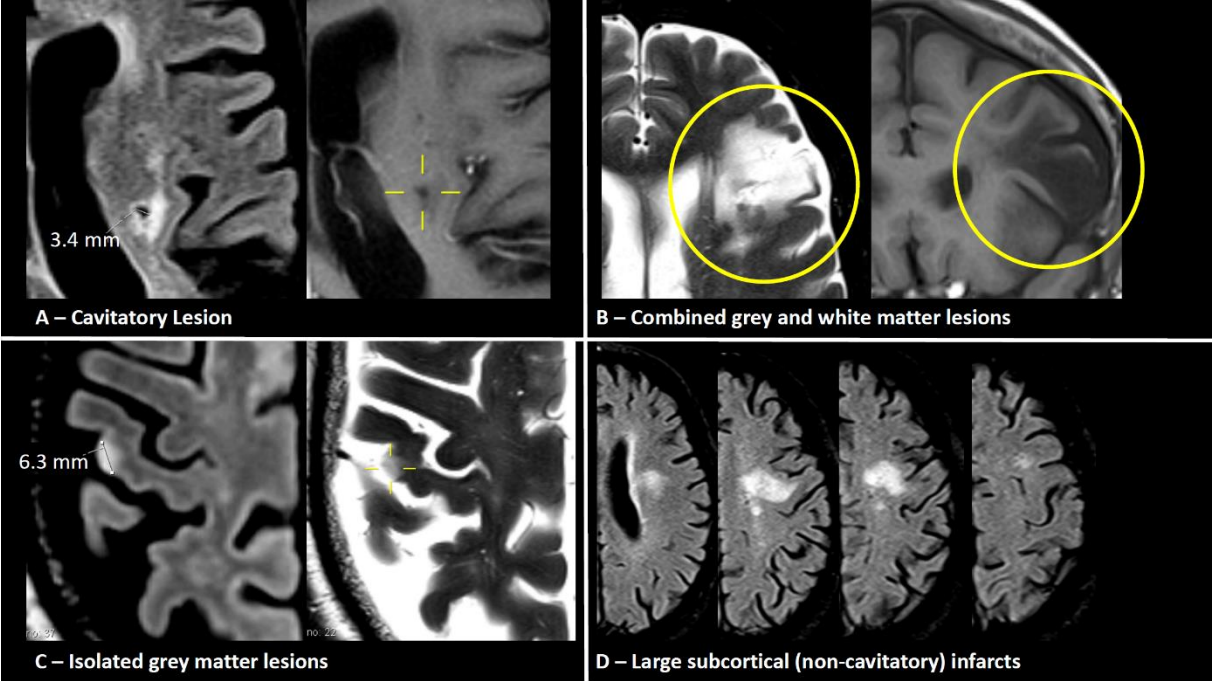 3.4 mm
A – Cavitatory Lesion
B – Combined grey and white matter lesions
6.3 mm
no: 37
no: 22
C – Isolated grey matter lesions
D – Large subcortical (non-cavitatory) infarcts